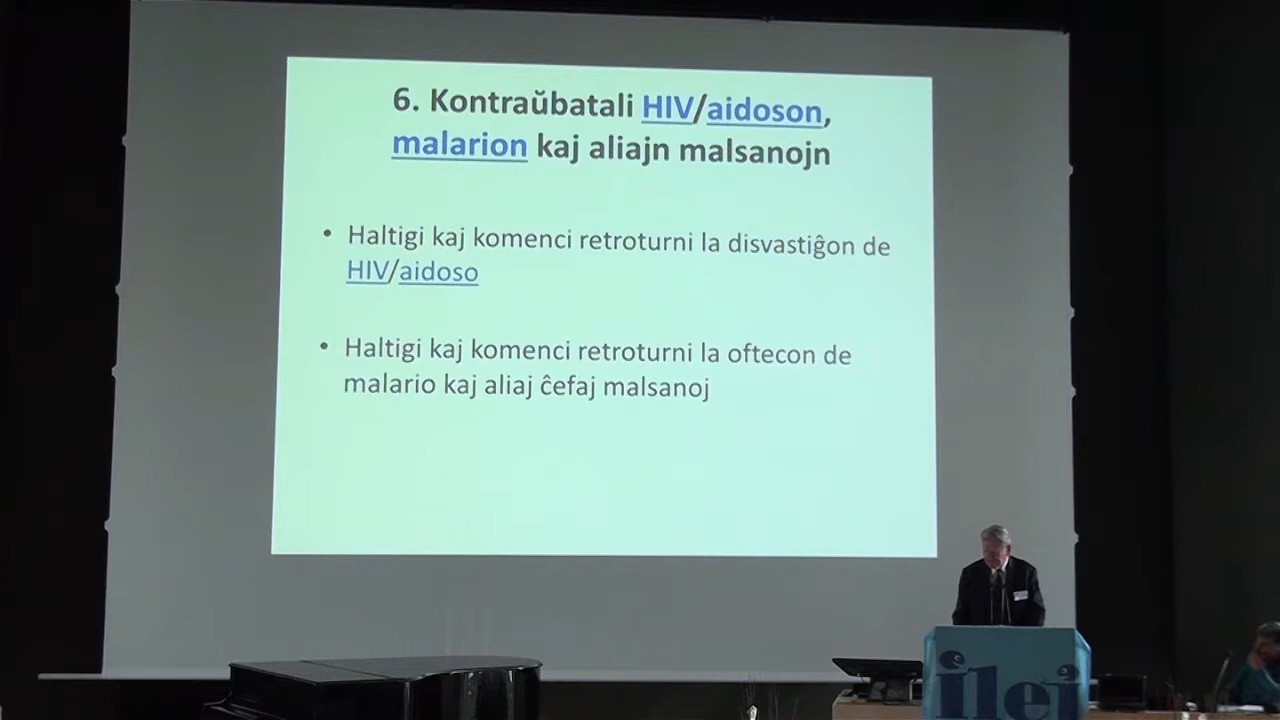 6. Kontraŭbatali HIV/aidoson,
malarion kaj aliajn malsanojn
• Haltigi kaj komenci retroturni la disvastiĝon de
HIV/aidoso
• Haltigi kaj komenci retroturni la oftecon de
malario kaj aliaj ĉefaj malsanoj
ilei